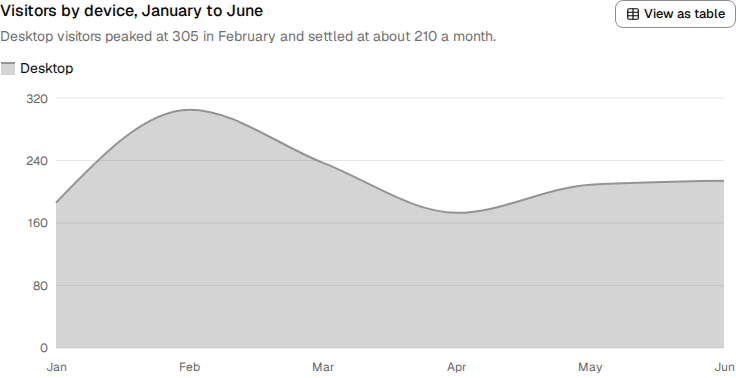 Visitors by device, January to June
View as table
Desktop visitors peaked at 305 in February and settled at about 210 a month.
Desktop
320
240
160
80
0
Jan Feb Mar Apr May Jun